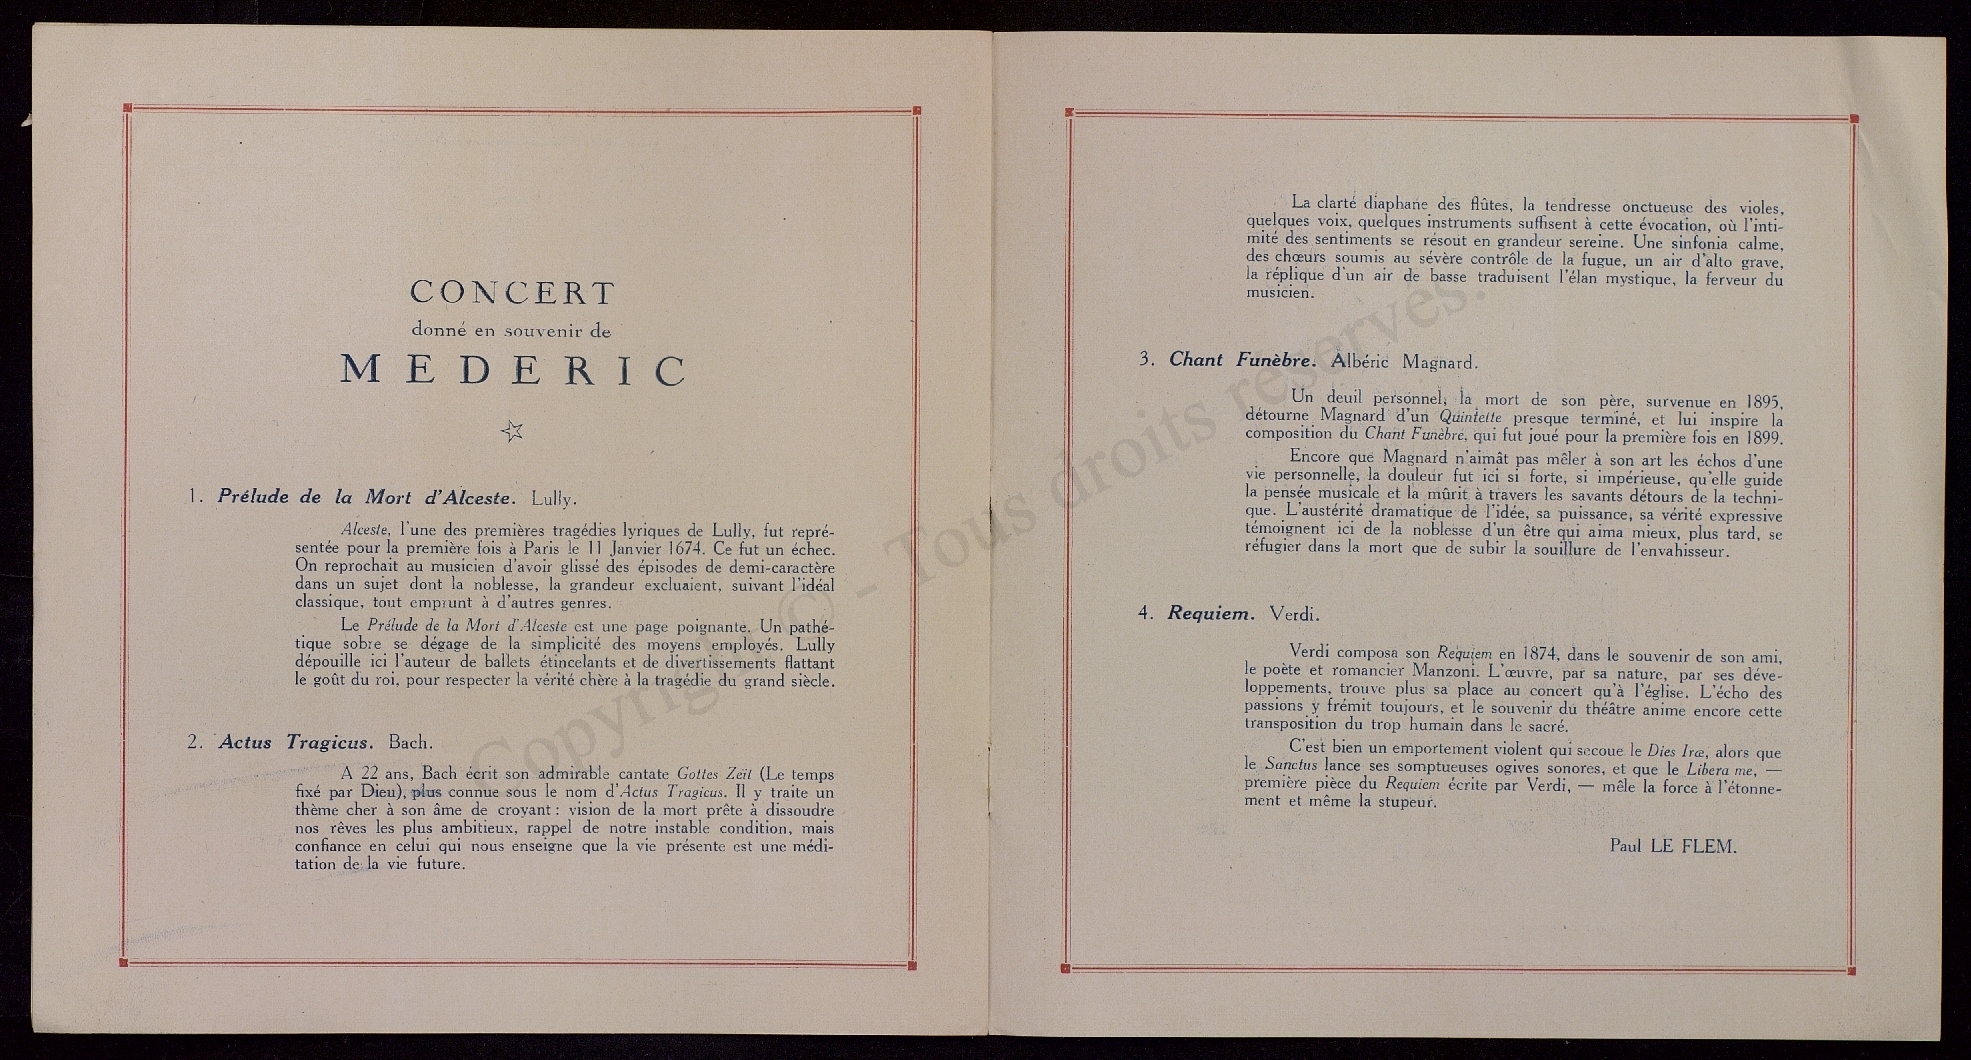 CONCERT
donné en souvenir de
MEDERIC
1. Prélude de la Mort d'Alceste. Lully.
Alceste, l'une des premières tragédies lyriques de Lully, fut repré-
sentée pour la première fois à Paris le 11 Janvier 1674. Ce fut un échec.
On reprochait au musicien d'avoir glissé des épisodes de demi-caractère
dans un sujet dont la noblesse, la grandeur excluaient, suivant l'idéal
classique, tout emprunt à d'autres genres.
Le Prélude de la Mort d'Alceste est une page poignante. Un pathé-
tique sobre se dégage de la simplicité des moyens employés. Lully
dépouille ici l'auteur de ballets étincelants et de divertissements flattant
le goût du roi, pour respecter la vérité chère à la tragédie du grand siècle.
2. Actus Tragicus. Bach.
A 22 ans, Bach écrit son admirable cantate Gottes Zeit (Le temps
fixé par Dieu), plus connue sous le nom d'Actus Tragicus. Il y traite un
thème cher à son âme de croyant : vision de la mort prête à dissoudre
nos rêves les plus ambitieux, rappel de notre instable condition, mais
confiance en celui qui nous enseigne que la vie présente est une médi-
tation de la vie future.
La clarté diaphane des flûtes, la tendresse onctueuse des violes,
quelques voix, quelques instruments suffisent à cette évocation, où l'inti-
mité des sentiments se résout en grandeur sereine. Une sinfonia calme,
des chœurs soumis au sévère contrôle de la fugue, un air d'alto grave,
la réplique d'un air de basse traduisent l'élan mystique, la ferveur du
musicien.
3. Chant Funèbre. Albéric Magnard.
Un deuil personnel, la mort de son père, survenue en 1895,
détourne Magnard d'un Quintette presque terminé, et lui inspire la
composition du Chant Funèbre, qui fut joué pour la première fois en 1899.
Encore que Magnard n'aimât pas mêler à son art les échos d'une
vie personnelle, la douleur fut ici si forte, si impérieuse, qu'elle guide
la pensée musicale et la mûrit à travers les savants détours de la techni-
que. L'austérité dramatique de l'idée, sa puissance, sa vérité expressive
témoignent ici de la noblesse d'un être qui aima mieux, plus tard, se
réfugier dans la mort que de subir la souillure de l'envahisseur.
4. Requiem. Verdi.
Verdi composa son Requiem en 1874, dans le souvenir de son ami,
le poète et romancier Manzoni. L'œuvre, par sa nature, par ses déve-
loppements, trouve plus sa place au concert qu'à l'église. L'écho des
passions y frémit toujours, et le souvenir du théâtre anime encore cette
transposition du trop humain dans le sacré.
C'est bien un emportement violent qui secoue le Dies Iræ, alors que
le Sanctus lance ses somptueuses ogives sonores, et que le Libera me, —
première pièce du Requiem écrite par Verdi, — mêle la force à l'étonne-
ment et même la stupeur.
Paul LE FLEM.
Copyright © - Tous droits réservés.